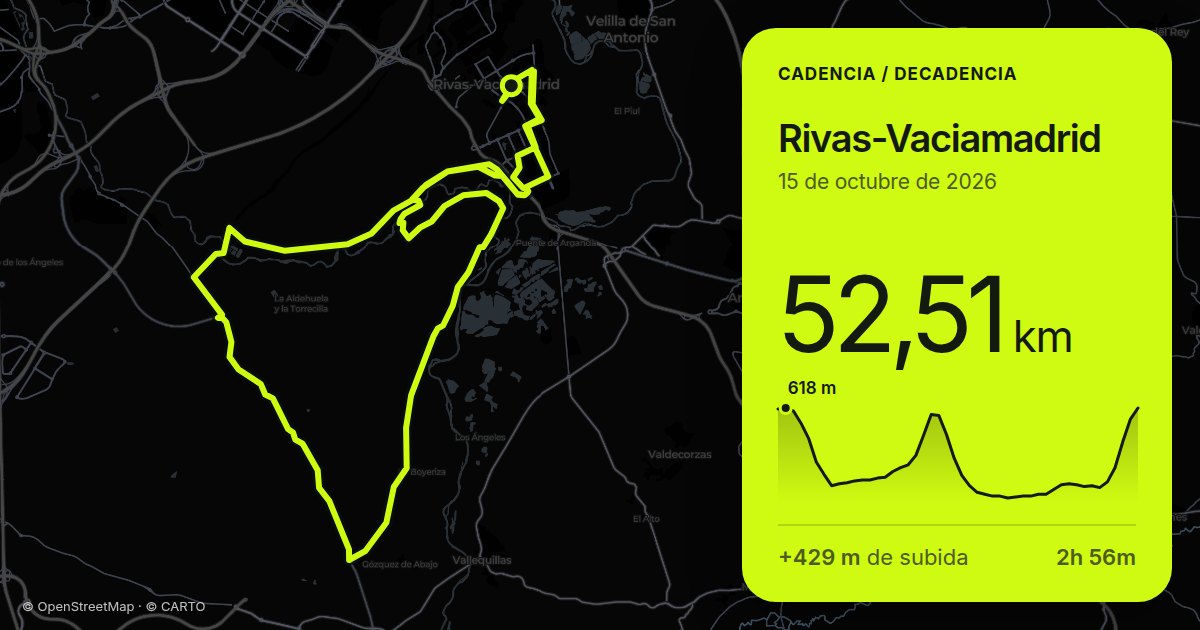 Velilla de San
Antonio
Rivas-Vaciamadrid
El Piul
Puente de Arganda
de los Ángeles
La Aldehuela
y la Torrecilla
Los Ángeles
Boyeriza
Valdecorzas
El Alto
Gózquez de Abajo
Vallequillas
© OpenStreetMap · © CARTO
CADENCIA / DECADENCIA
Rivas-Vaciamadrid
15 de octubre de 2026
52,51 km
618 m
+429 m de subida
2h 56m